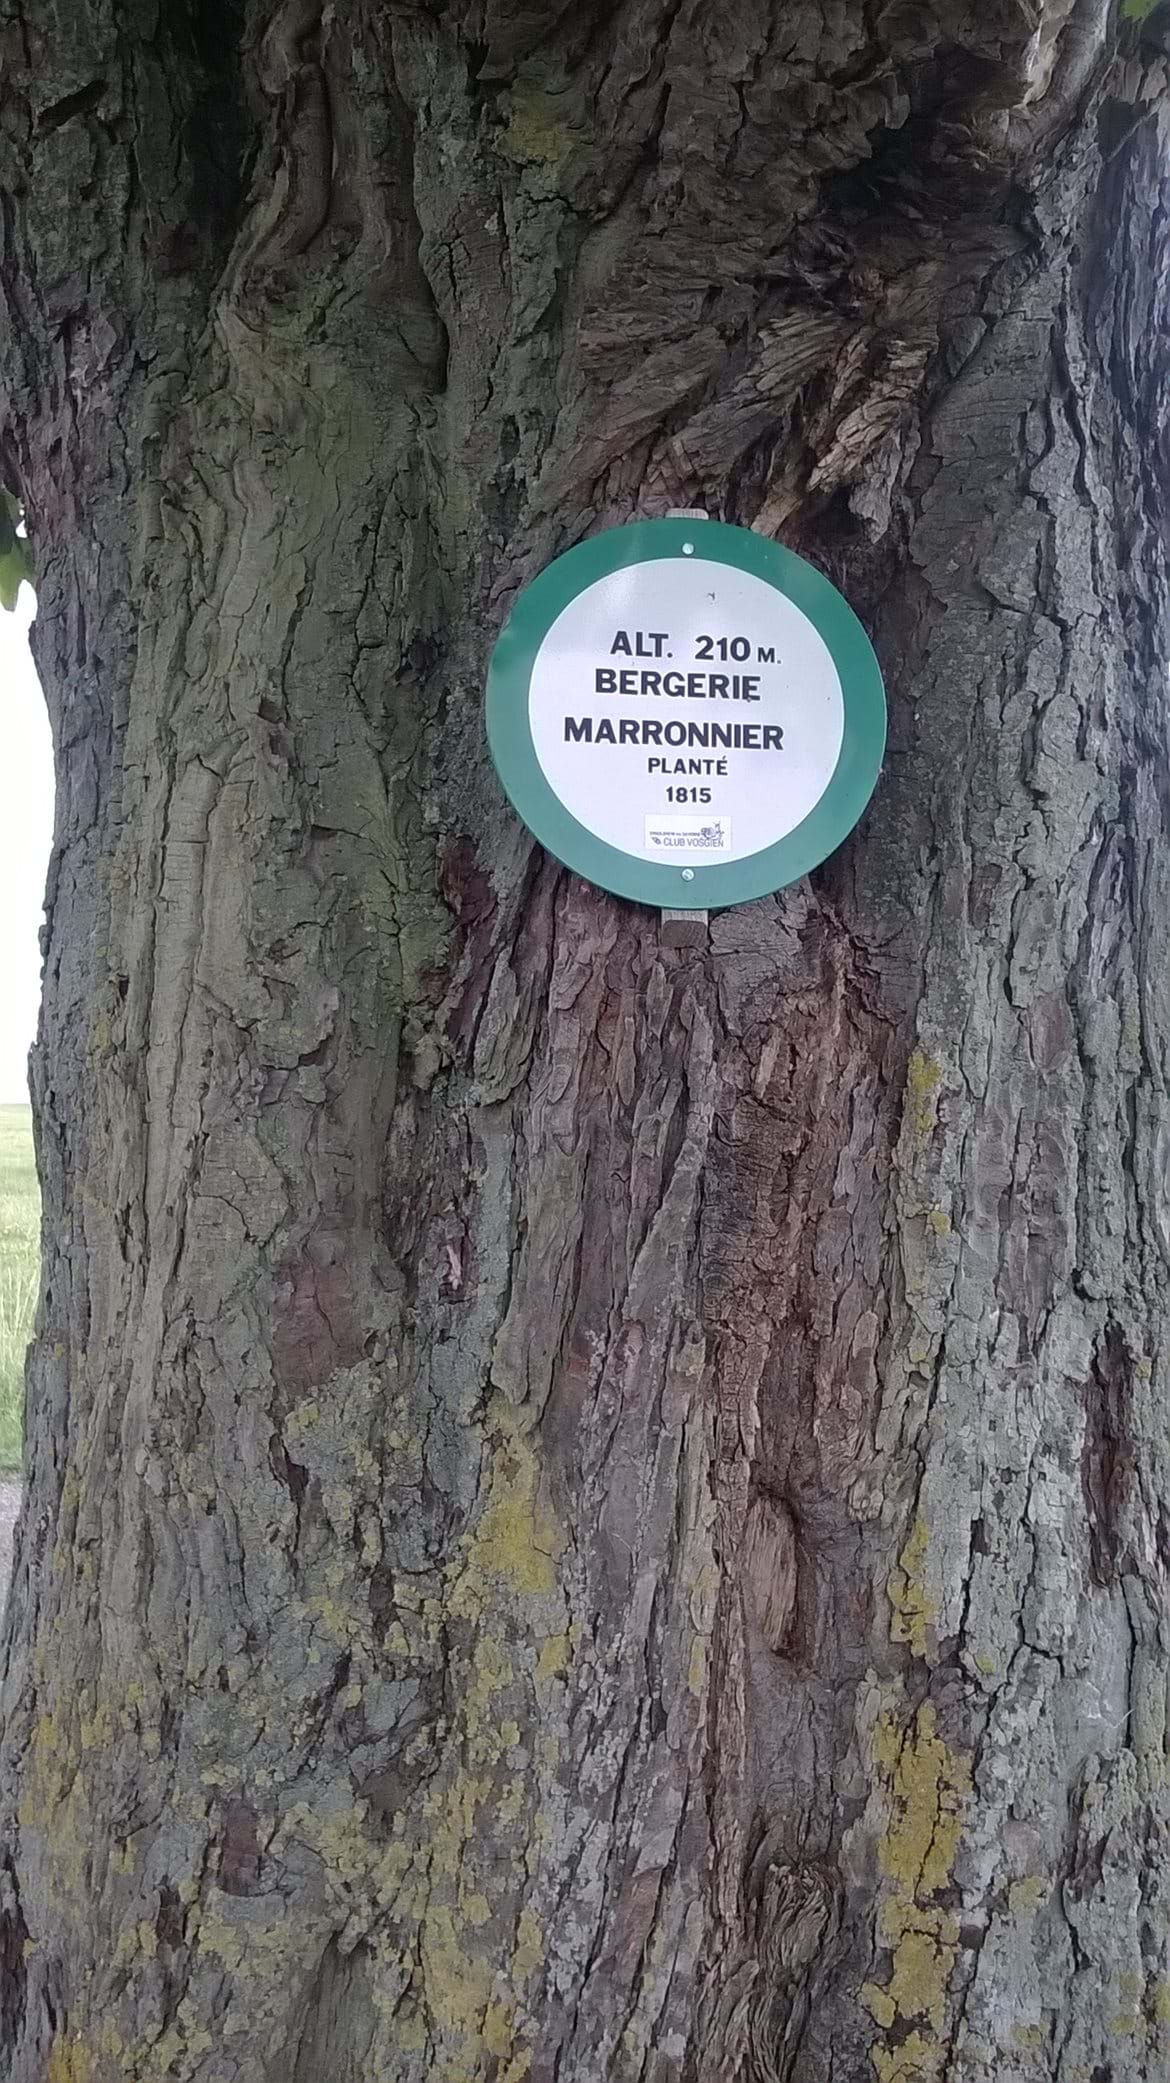 ALT. 210 M.
BERGERIE
MARRONNIER
PLANTÉ
1815
CLUB VOSGIEN